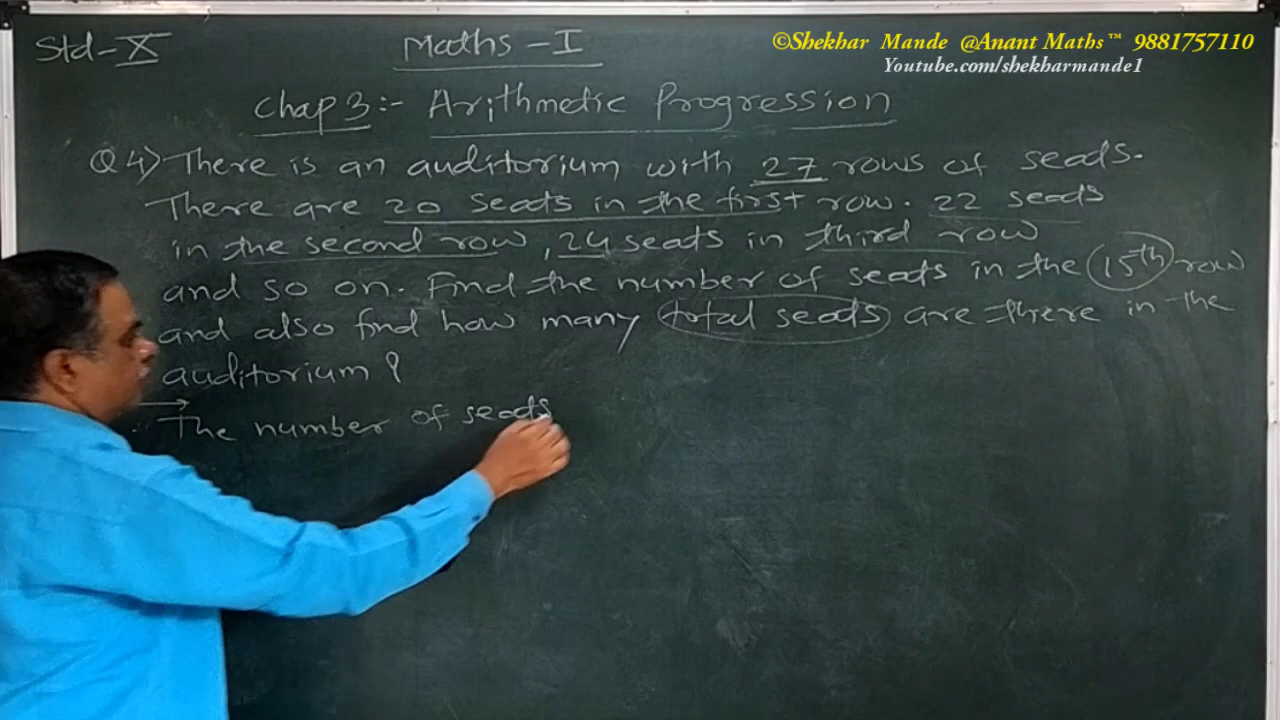 Std-X
Maths - I
©Shekhar Mande @Anant Maths™ 9881757110
Youtube.com/shekharmande1
Chap 3:- Arithmetic Progression
Q 4) There is an auditorium with 27 rows of seats.
There are 20 seats in the first row. 22 seats
in the second row, 24 seats in third row
and so on. Find the number of seats in the 15th row
and also find how many total seats are there in the
auditorium?
→ The number of seats